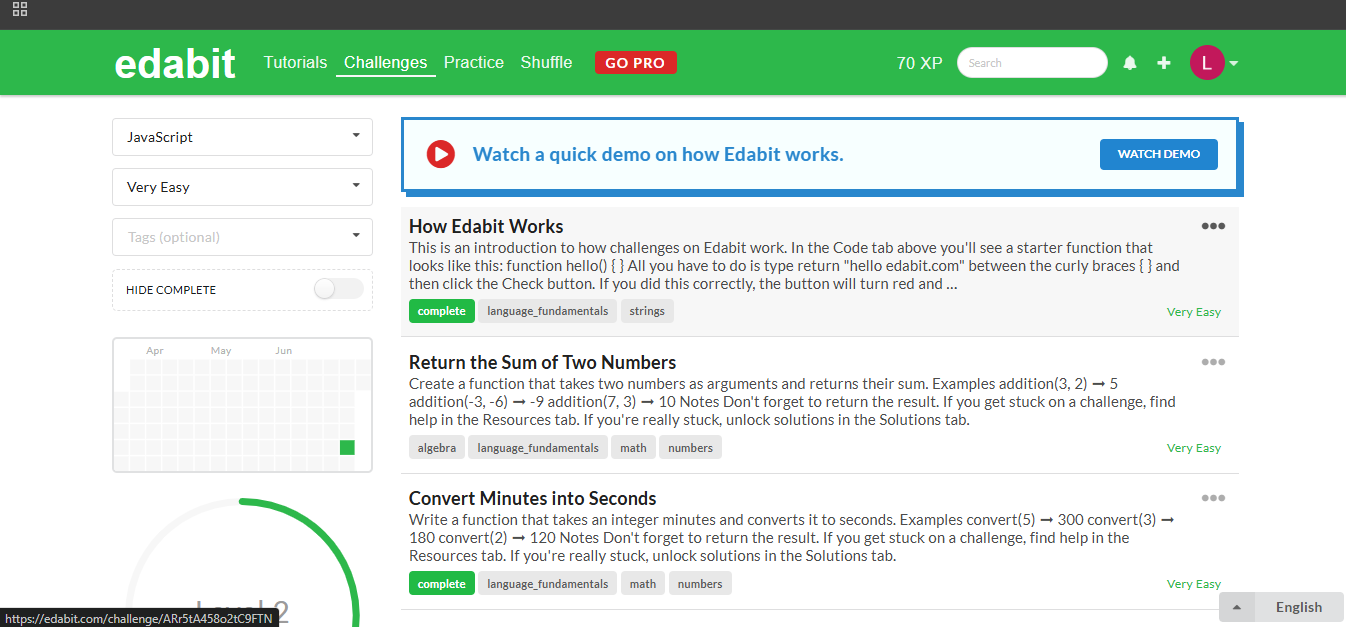 edabit
Tutorials Challenges Practice Shuffle GO PRO 70 XP Search L
JavaScript
Very Easy
Tags (optional)
HIDE COMPLETE
Apr May Jun
Level 2
Watch a quick demo on how Edabit works. WATCH DEMO
How Edabit Works
This is an introduction to how challenges on Edabit work. In the Code tab above you'll see a starter function that
looks like this: function hello() { } All you have to do is type return "hello edabit.com" between the curly braces { } and
then click the Check button. If you did this correctly, the button will turn red and ...
complete language_fundamentals strings Very Easy
Return the Sum of Two Numbers
Create a function that takes two numbers as arguments and returns their sum. Examples addition(3, 2) ➞ 5
addition(-3, -6) ➞ -9 addition(7, 3) ➞ 10 Notes Don't forget to return the result. If you get stuck on a challenge, find
help in the Resources tab. If you're really stuck, unlock solutions in the Solutions tab.
algebra language_fundamentals math numbers Very Easy
Convert Minutes into Seconds
Write a function that takes an integer minutes and converts it to seconds. Examples convert(5) ➞ 300 convert(3) ➞
180 convert(2) ➞ 120 Notes Don't forget to return the result. If you get stuck on a challenge, find help in the
Resources tab. If you're really stuck, unlock solutions in the Solutions tab.
complete language_fundamentals math numbers Very Easy
https://edabit.com/challenge/ARr5tA458o2tC9FTN
English